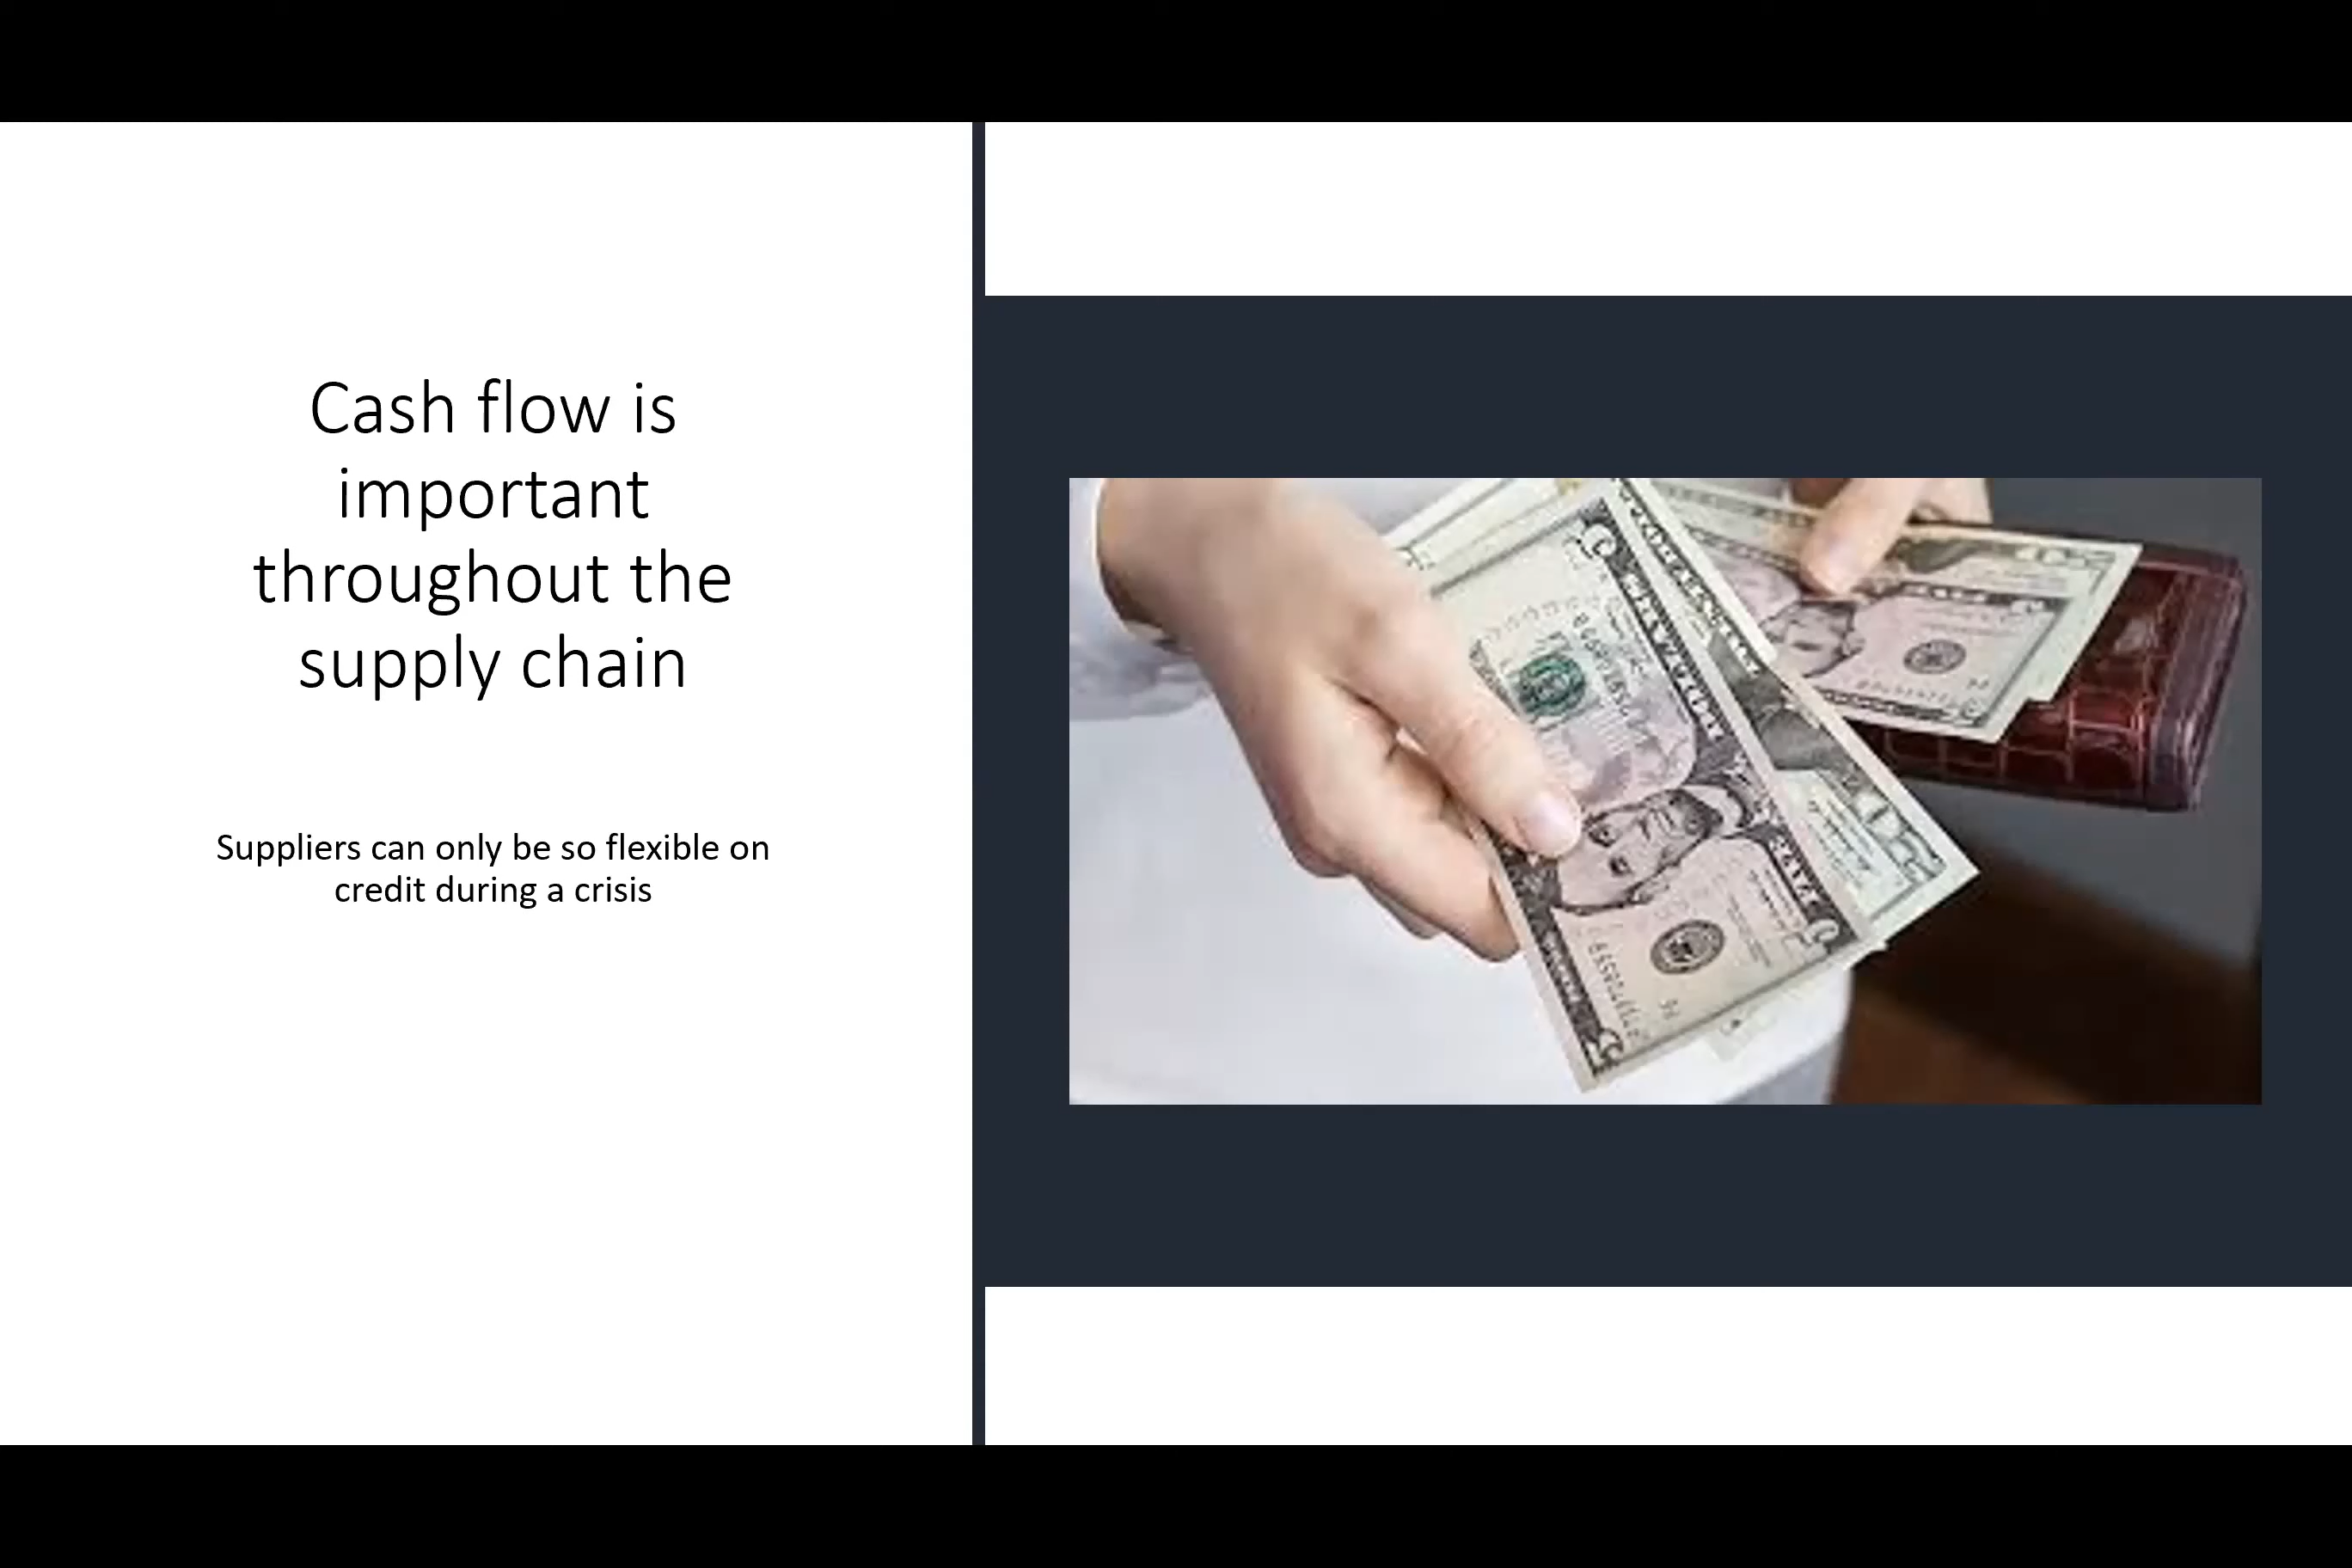 Cash flow is
important
throughout the
supply chain
Suppliers can only be so flexible on
credit during a crisis